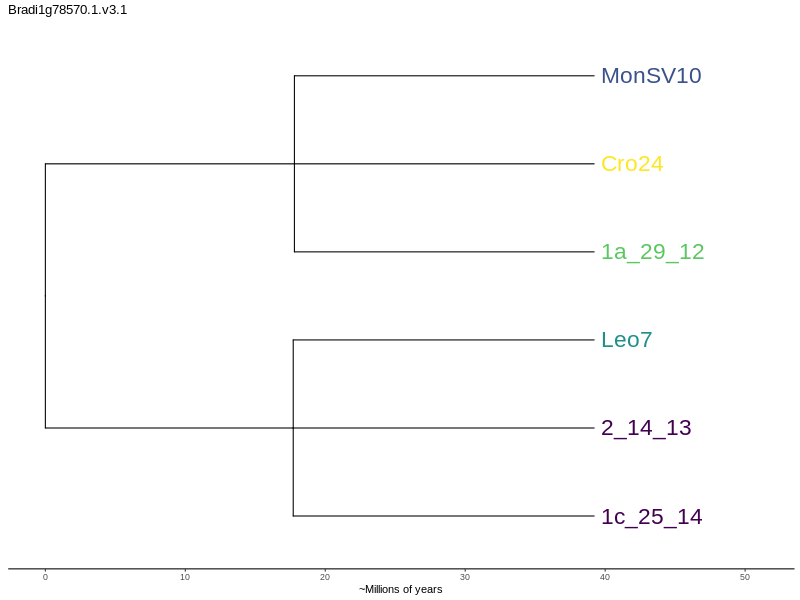 Bradi1g78570.1.v3.1
MonSV10
Cro24
1a_29_12
Leo7
2_14_13
1c_25_14
0 10 20 30 40 50
~Millions of years